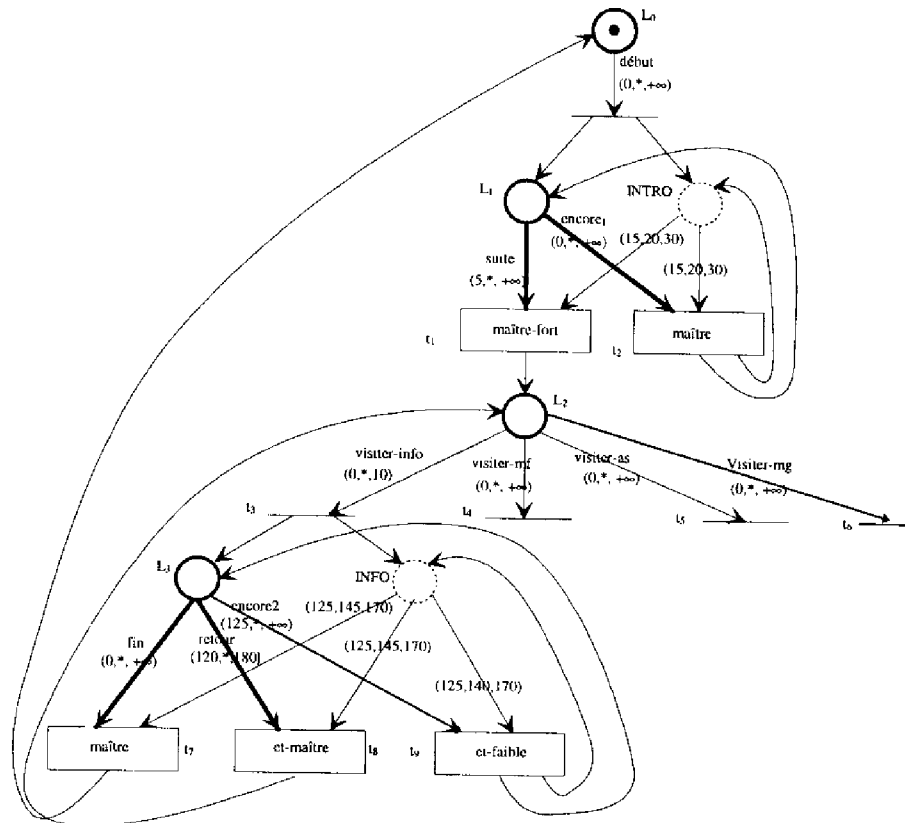 L₀
début
(0,*,+∞)
L₁
INTRO
encore₁
(0,*,+∞)
(15,20,30)
suite
(5,*, +∞)
(15,20,30)
maître-fort
maître
t₁
t₂
L₂
visiter-info
(0,*,10)
visiter-mf
(0,*, +∞)
visiter-as
(0,*, +∞)
Visiter-mg
(0,*, +∞)
t₃
t₄
t₅
t₆
L₃
INFO
encore2
(125,*, +∞)
(125,145,170)
fin
(0,*, +∞)
retour
(120,*,180]
(125,145,170)
(125,140,170)
maître
t₇
et-maître
t₈
t₉
et-faible